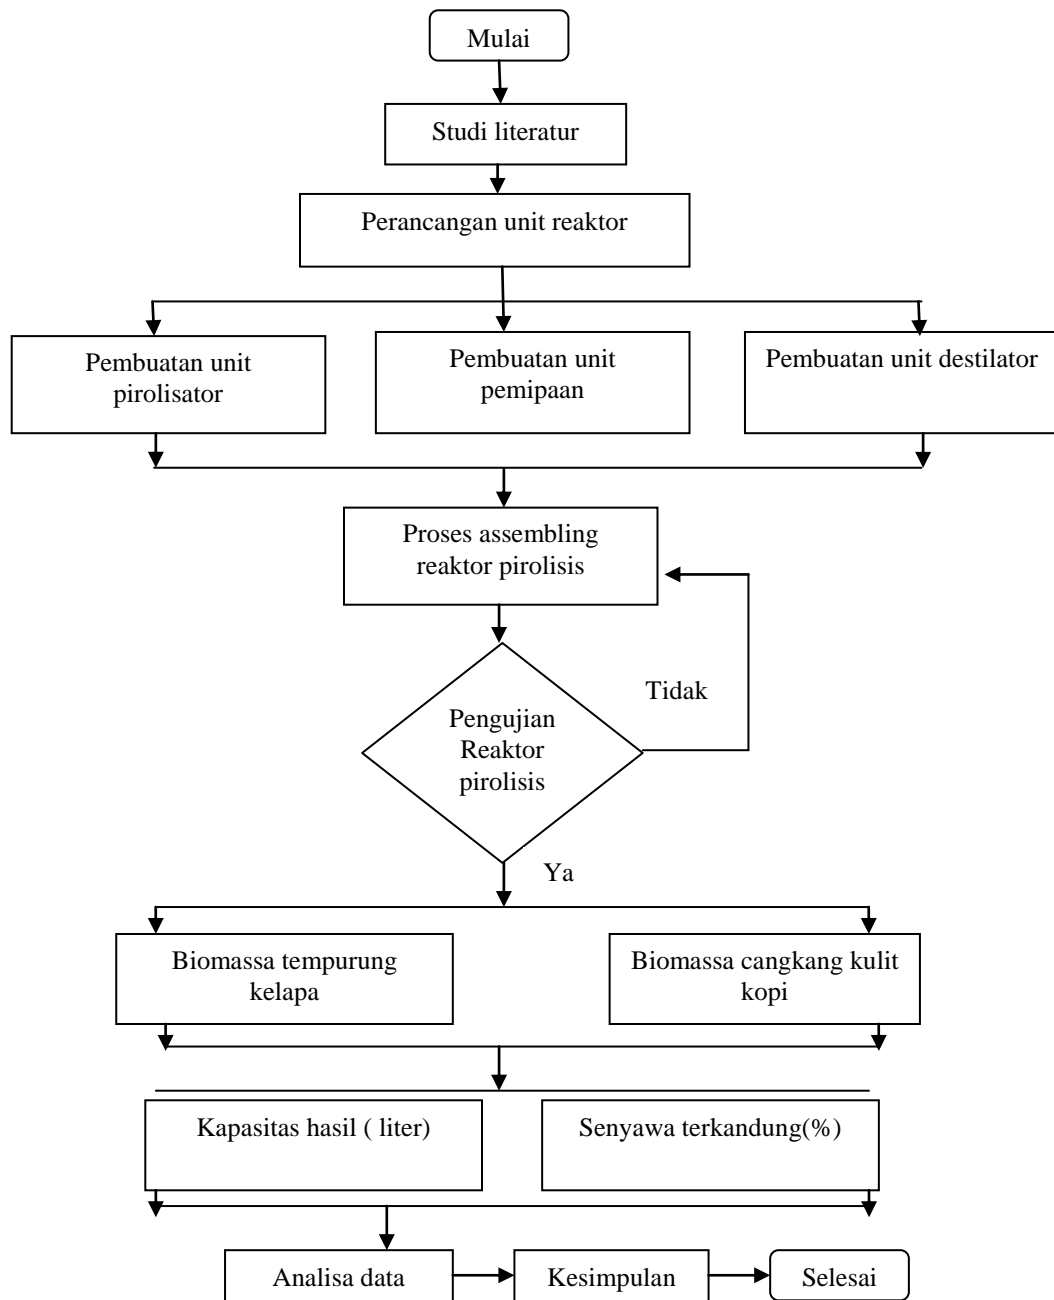 Mulai
Studi literatur
Perancangan unit reaktor
Pembuatan unit
pirolisator
Pembuatan unit
pemipaan
Pembuatan unit destilator
Proses assembling
reaktor pirolisis
Tidak
Pengujian
Reaktor
pirolisis
Ya
Biomassa tempurung
kelapa
Biomassa cangkang kulit
kopi
Kapasitas hasil ( liter)
Senyawa terkandung(%)
Analisa data
Kesimpulan
Selesai